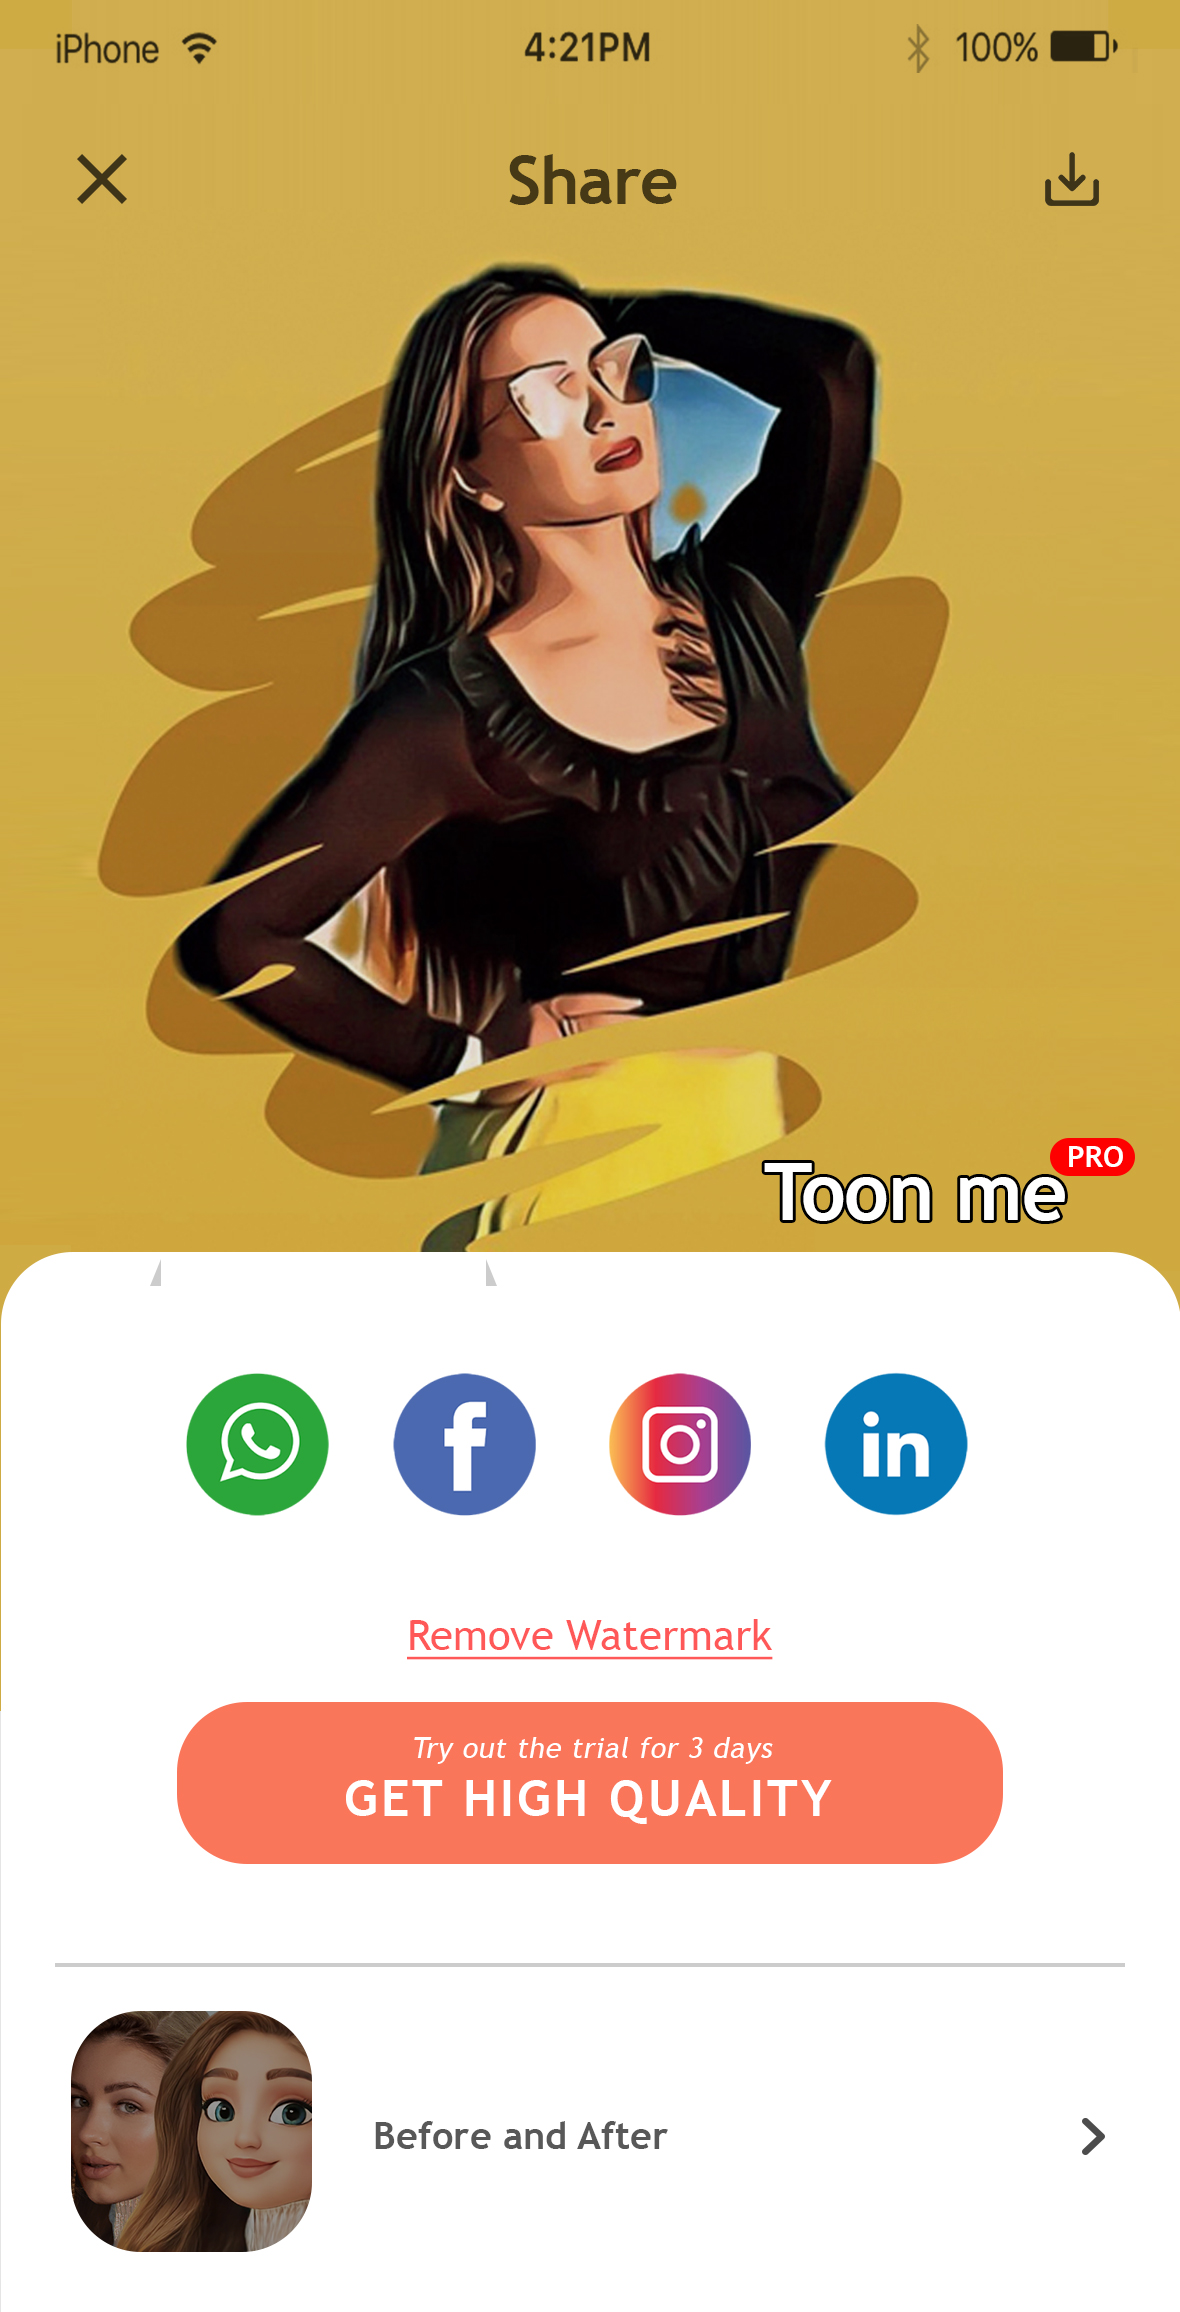 iPhone 4:21PM 100%
Share
PRO
Toon me
f
in
Remove Watermark
Try out the trial for 3 days
GET HIGH QUALITY
Before and After